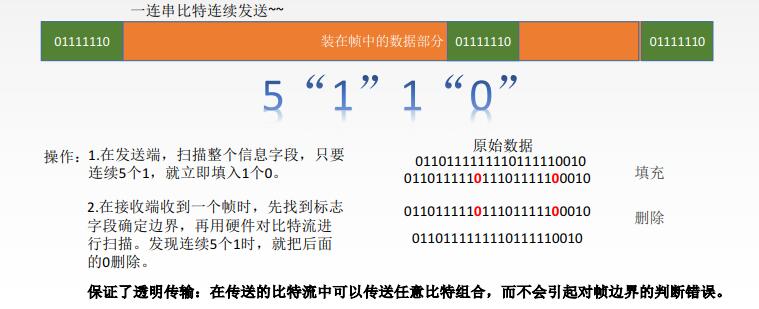 一连串比特连续发送~~
01111110 装在帧中的数据部分 01111110 01111110
5“1”1“0”
操作：1.在发送端，扫描整个信息字段，只要
连续5个1，就立即填入1个0。
2.在接收端收到一个帧时，先找到标志
字段确定边界，再用硬件对比特流进
行扫描。发现连续5个1时，就把后面
的0删除。
原始数据
0110111111110111110010
011011111011101111100010 填充
011011111011101111100010 删除
0110111111110111110010
保证了透明传输：在传送的比特流中可以传送任意比特组合，而不会引起对帧边界的判断错误。